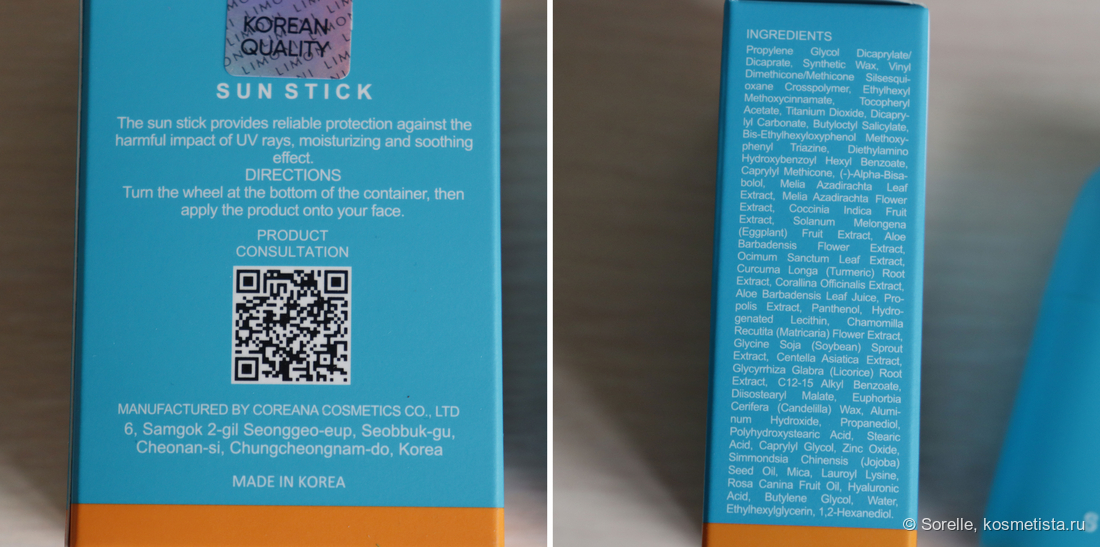 KOREAN
QUALITY
SUN STICK
The sun stick provides reliable protection against the
harmful impact of UV rays, moisturizing and soothing
effect.
DIRECTIONS
Turn the wheel at the bottom of the container, then
apply the product onto your face.
PRODUCT
CONSULTATION
MANUFACTURED BY COREANA COSMETICS CO., LTD
6, Samgok 2-gil Seonggeo-eup, Seobbuk-gu,
Cheonan-si, Chungcheongnam-do, Korea
MADE IN KOREA
INGREDIENTS
Propylene Glycol Dicaprylate/
Dicaprate, Synthetic Wax, Vinyl
Dimethicone/Methicone Silsesqui-
oxane Crosspolymer, Ethylhexyl
Methoxycinnamate, Tocopheryl
Acetate, Titanium Dioxide, Dicapry-
lyl Carbonate, Butyloctyl Salicylate,
Bis-Ethylhexyloxyphenol Methoxy-
phenyl Triazine, Diethylamino
Hydroxybenzoyl Hexyl Benzoate,
Caprylyl Methicone, (-)-Alpha-Bisa-
bolol, Melia Azadirachta Leaf
Extract, Melia Azadirachta Flower
Extract, Coccinia Indica Fruit
Extract, Solanum Melongena
(Eggplant) Fruit Extract, Aloe
Barbadensis Flower Extract,
Ocimum Sanctum Leaf Extract,
Curcuma Longa (Turmeric) Root
Extract, Corallina Officinalis Extract,
Aloe Barbadensis Leaf Juice, Pro-
polis Extract, Panthenol, Hydro-
genated Lecithin, Chamomilla
Recutita (Matricaria) Flower Extract,
Glycine Soja (Soybean) Sprout
Extract, Centella Asiatica Extract,
Glycyrrhiza Glabra (Licorice) Root
Extract, C12-15 Alkyl Benzoate,
Diisostearyl Malate, Euphorbia
Cerifera (Candelilla) Wax, Alumi-
num Hydroxide, Propanediol,
Polyhydroxystearic Acid, Stearic
Acid, Caprylyl Glycol, Zinc Oxide,
Simmondsia Chinensis (Jojoba)
Seed Oil, Mica, Lauroyl Lysine,
Rosa Canina Fruit Oil, Hyaluronic
Acid, Butylene Glycol, Water,
Ethylhexylglycerin, 1,2-Hexanediol.
© Sorelle, kosmetista.ru